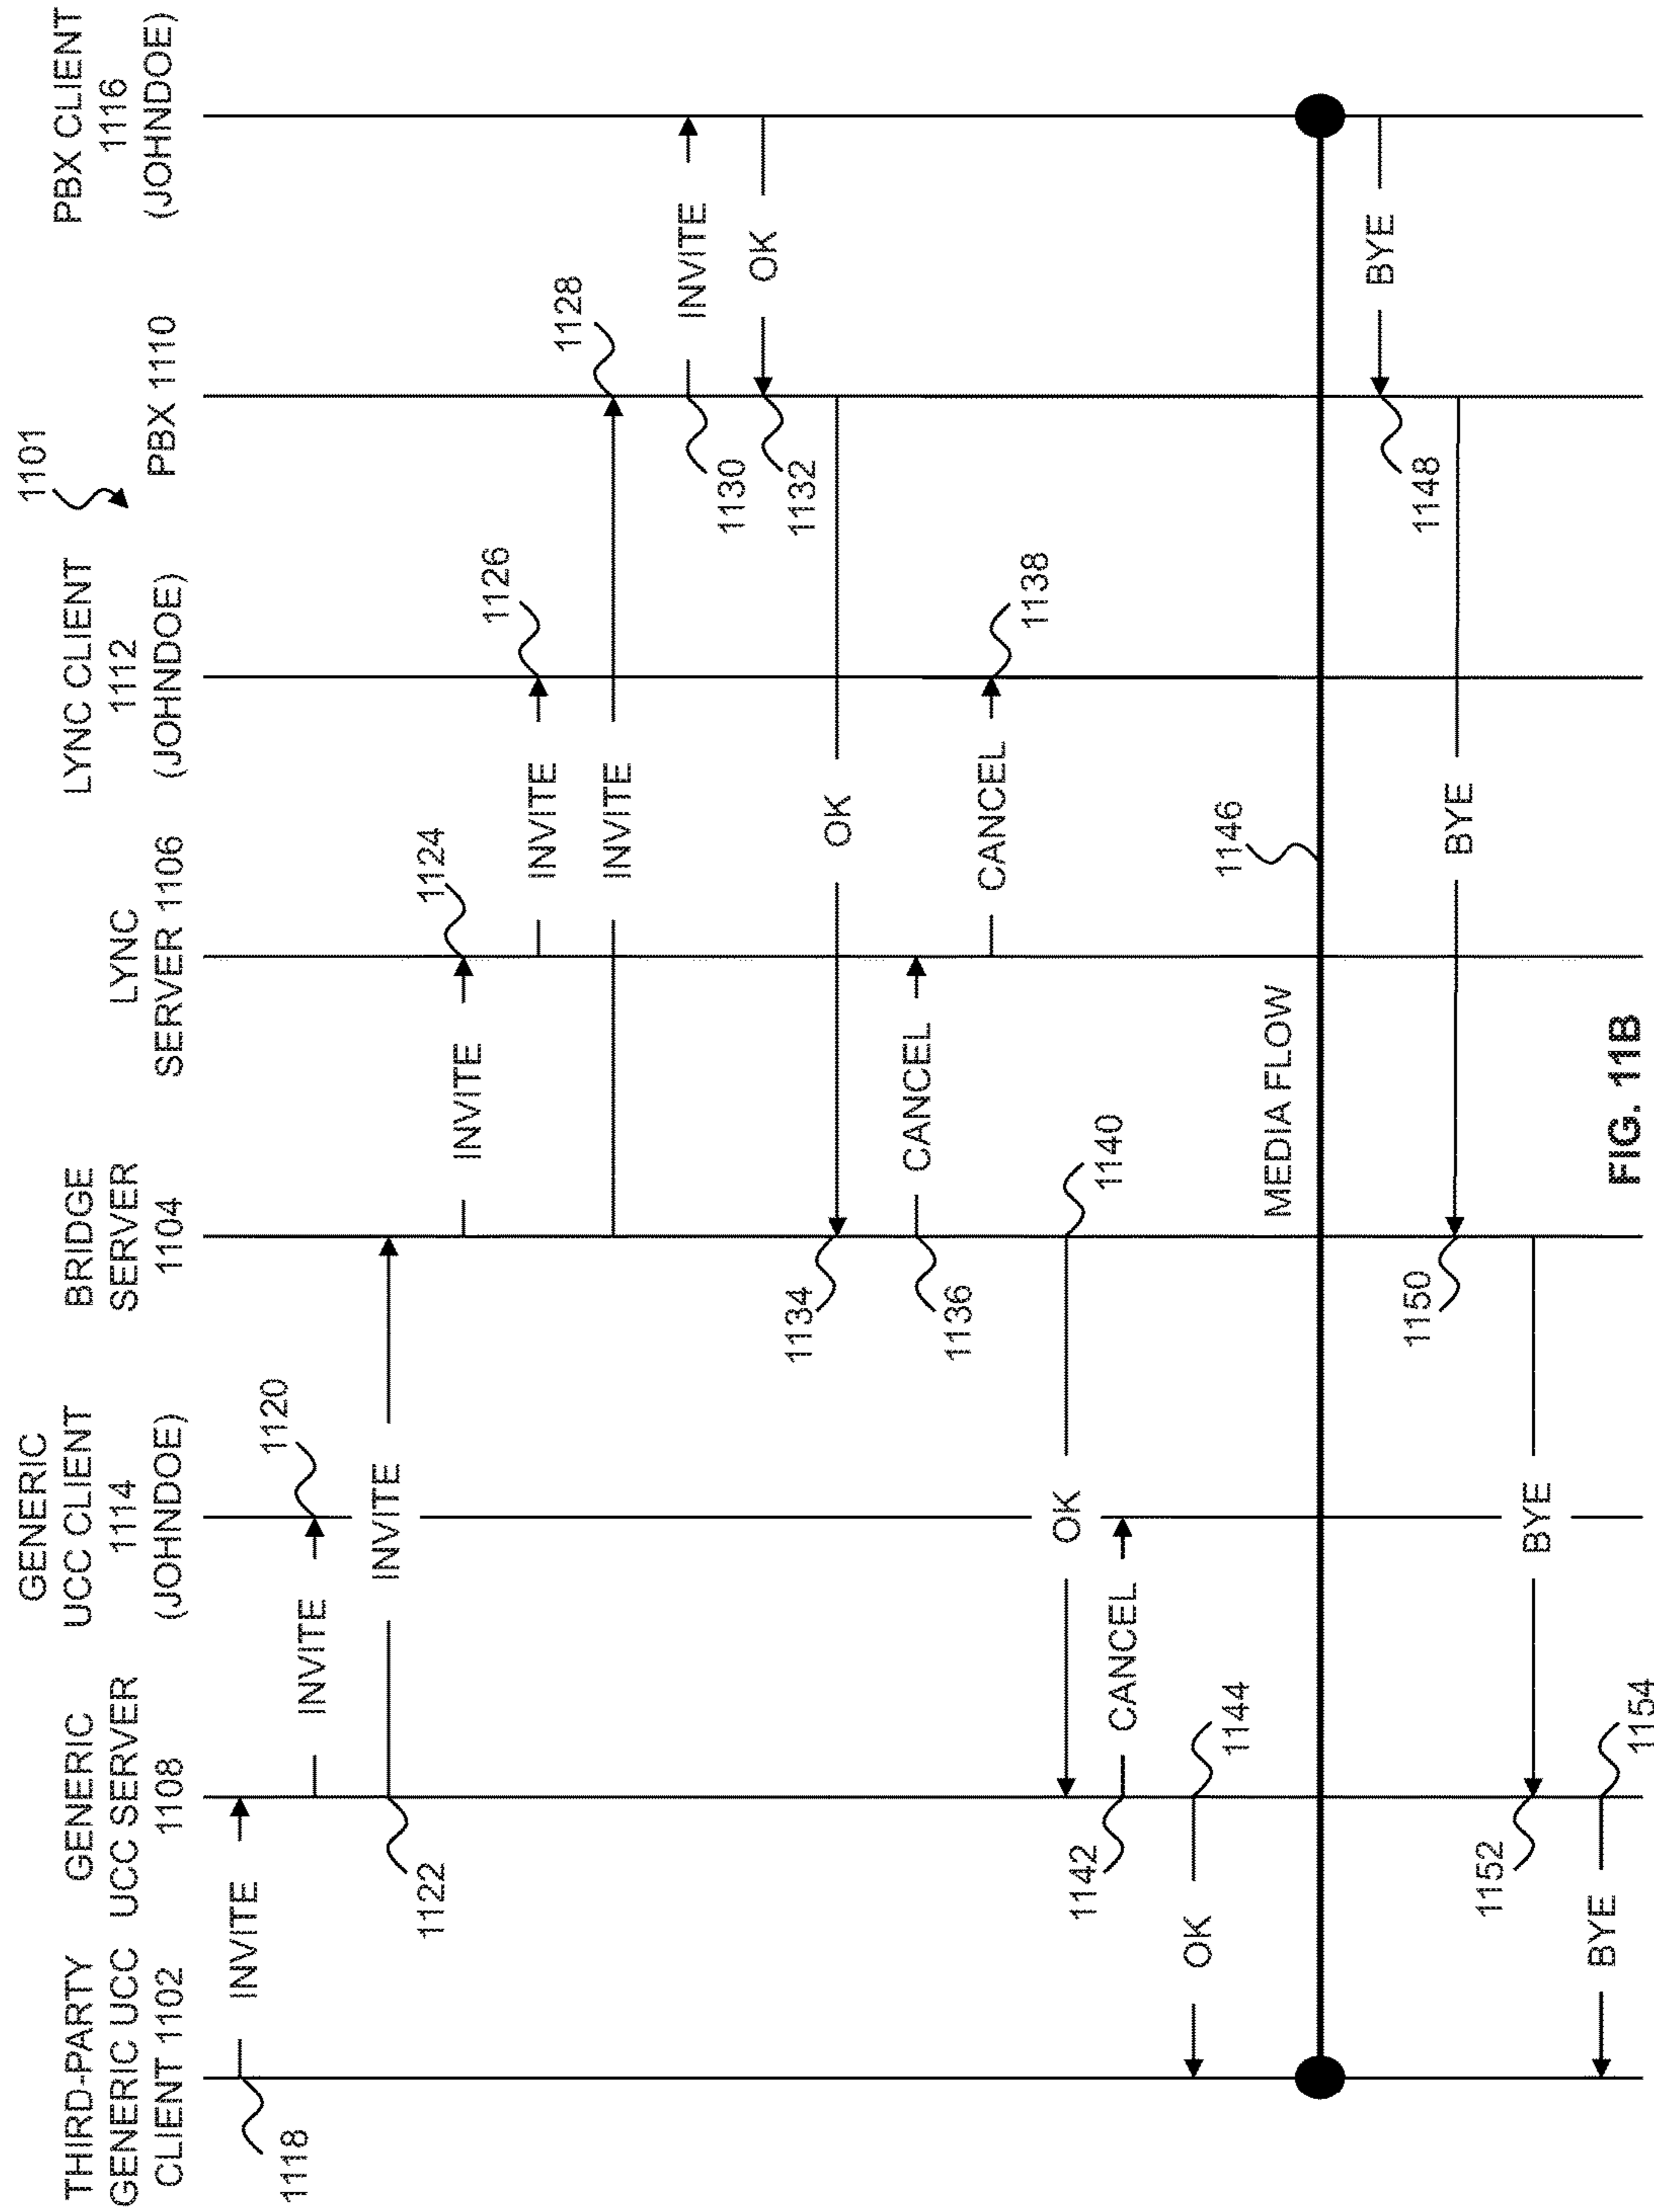 1101
THIRD-PARTY
GENERIC UCC
CLIENT 1102
GENERIC
UCC SERVER
1108
GENERIC
UCC CLIENT
1114
(JOHNDOE)
BRIDGE
SERVER
1104
LYNC
SERVER 1106
LYNC CLIENT
1112
(JOHNDOE)
PBX 1110
PBX CLIENT
1116
(JOHNDOE)
INVITE
1118
INVITE
1120
INVITE
1122
INVITE
1124
INVITE
1126
INVITE
1128
INVITE
1130
OK
1132
OK
1134
CANCEL
1136
CANCEL
1138
OK
1140
CANCEL
1142
OK
1144
MEDIA FLOW
1146
BYE
1148
BYE
1150
BYE
1152
BYE
1154
FIG. 11B